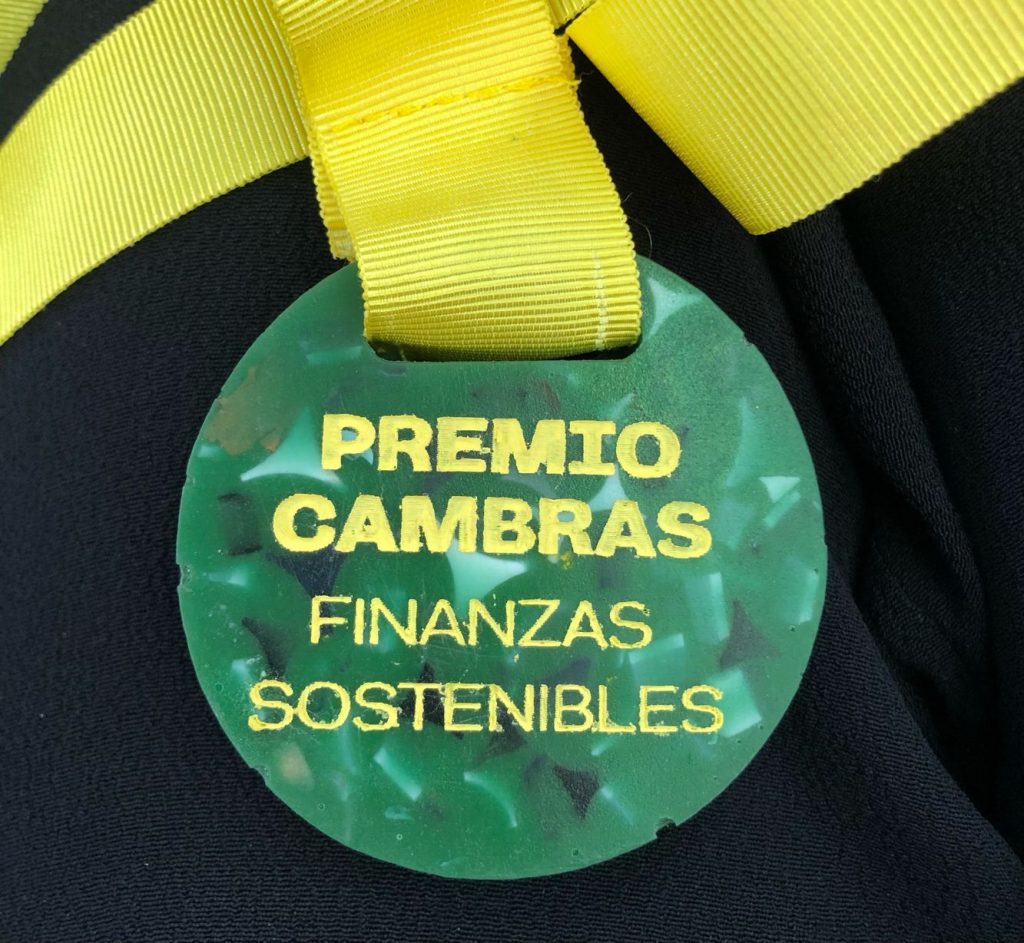 PREMIO
CAMBRAS
FINANZAS
SOSTENIBLES